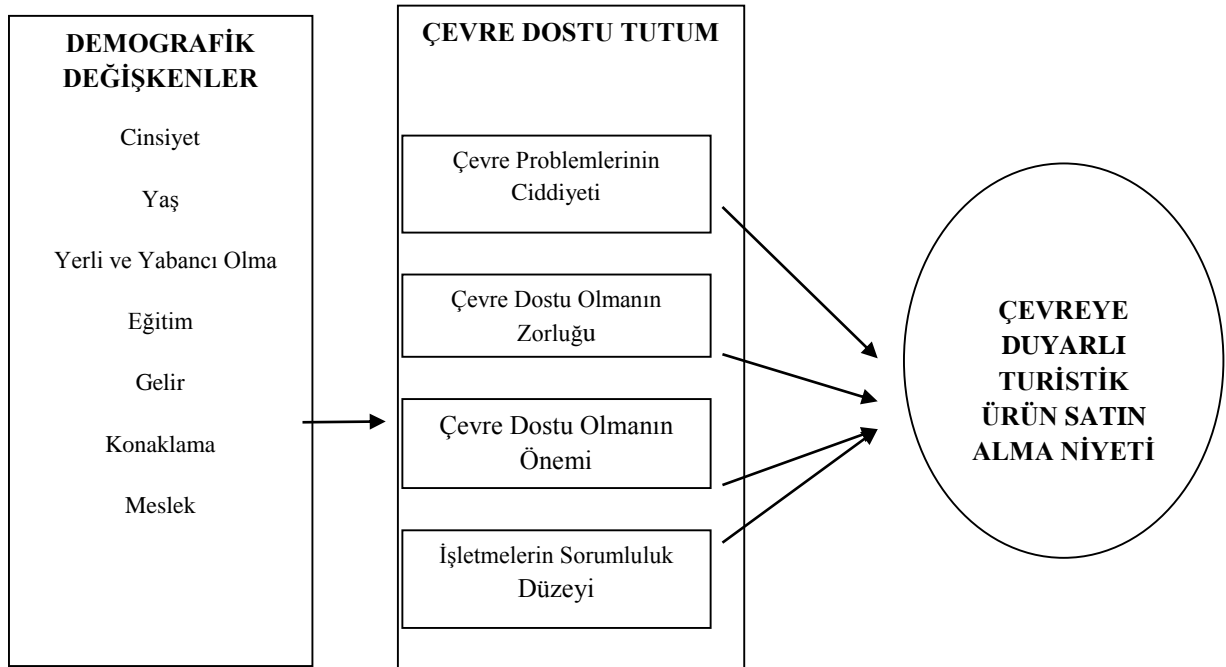 DEMOGRAFİK
DEĞİŞKENLER
Cinsiyet
Yaş
Yerli ve Yabancı Olma
Eğitim
Gelir
Konaklama
Meslek
ÇEVRE DOSTU TUTUM
Çevre Problemlerinin
Ciddiyeti
Çevre Dostu Olmanın
Zorluğu
Çevre Dostu Olmanın
Önemi
İşletmelerin Sorumluluk
Düzeyi
ÇEVREYE
DUYARLI
TURİSTİK
ÜRÜN SATIN
ALMA NİYETİ